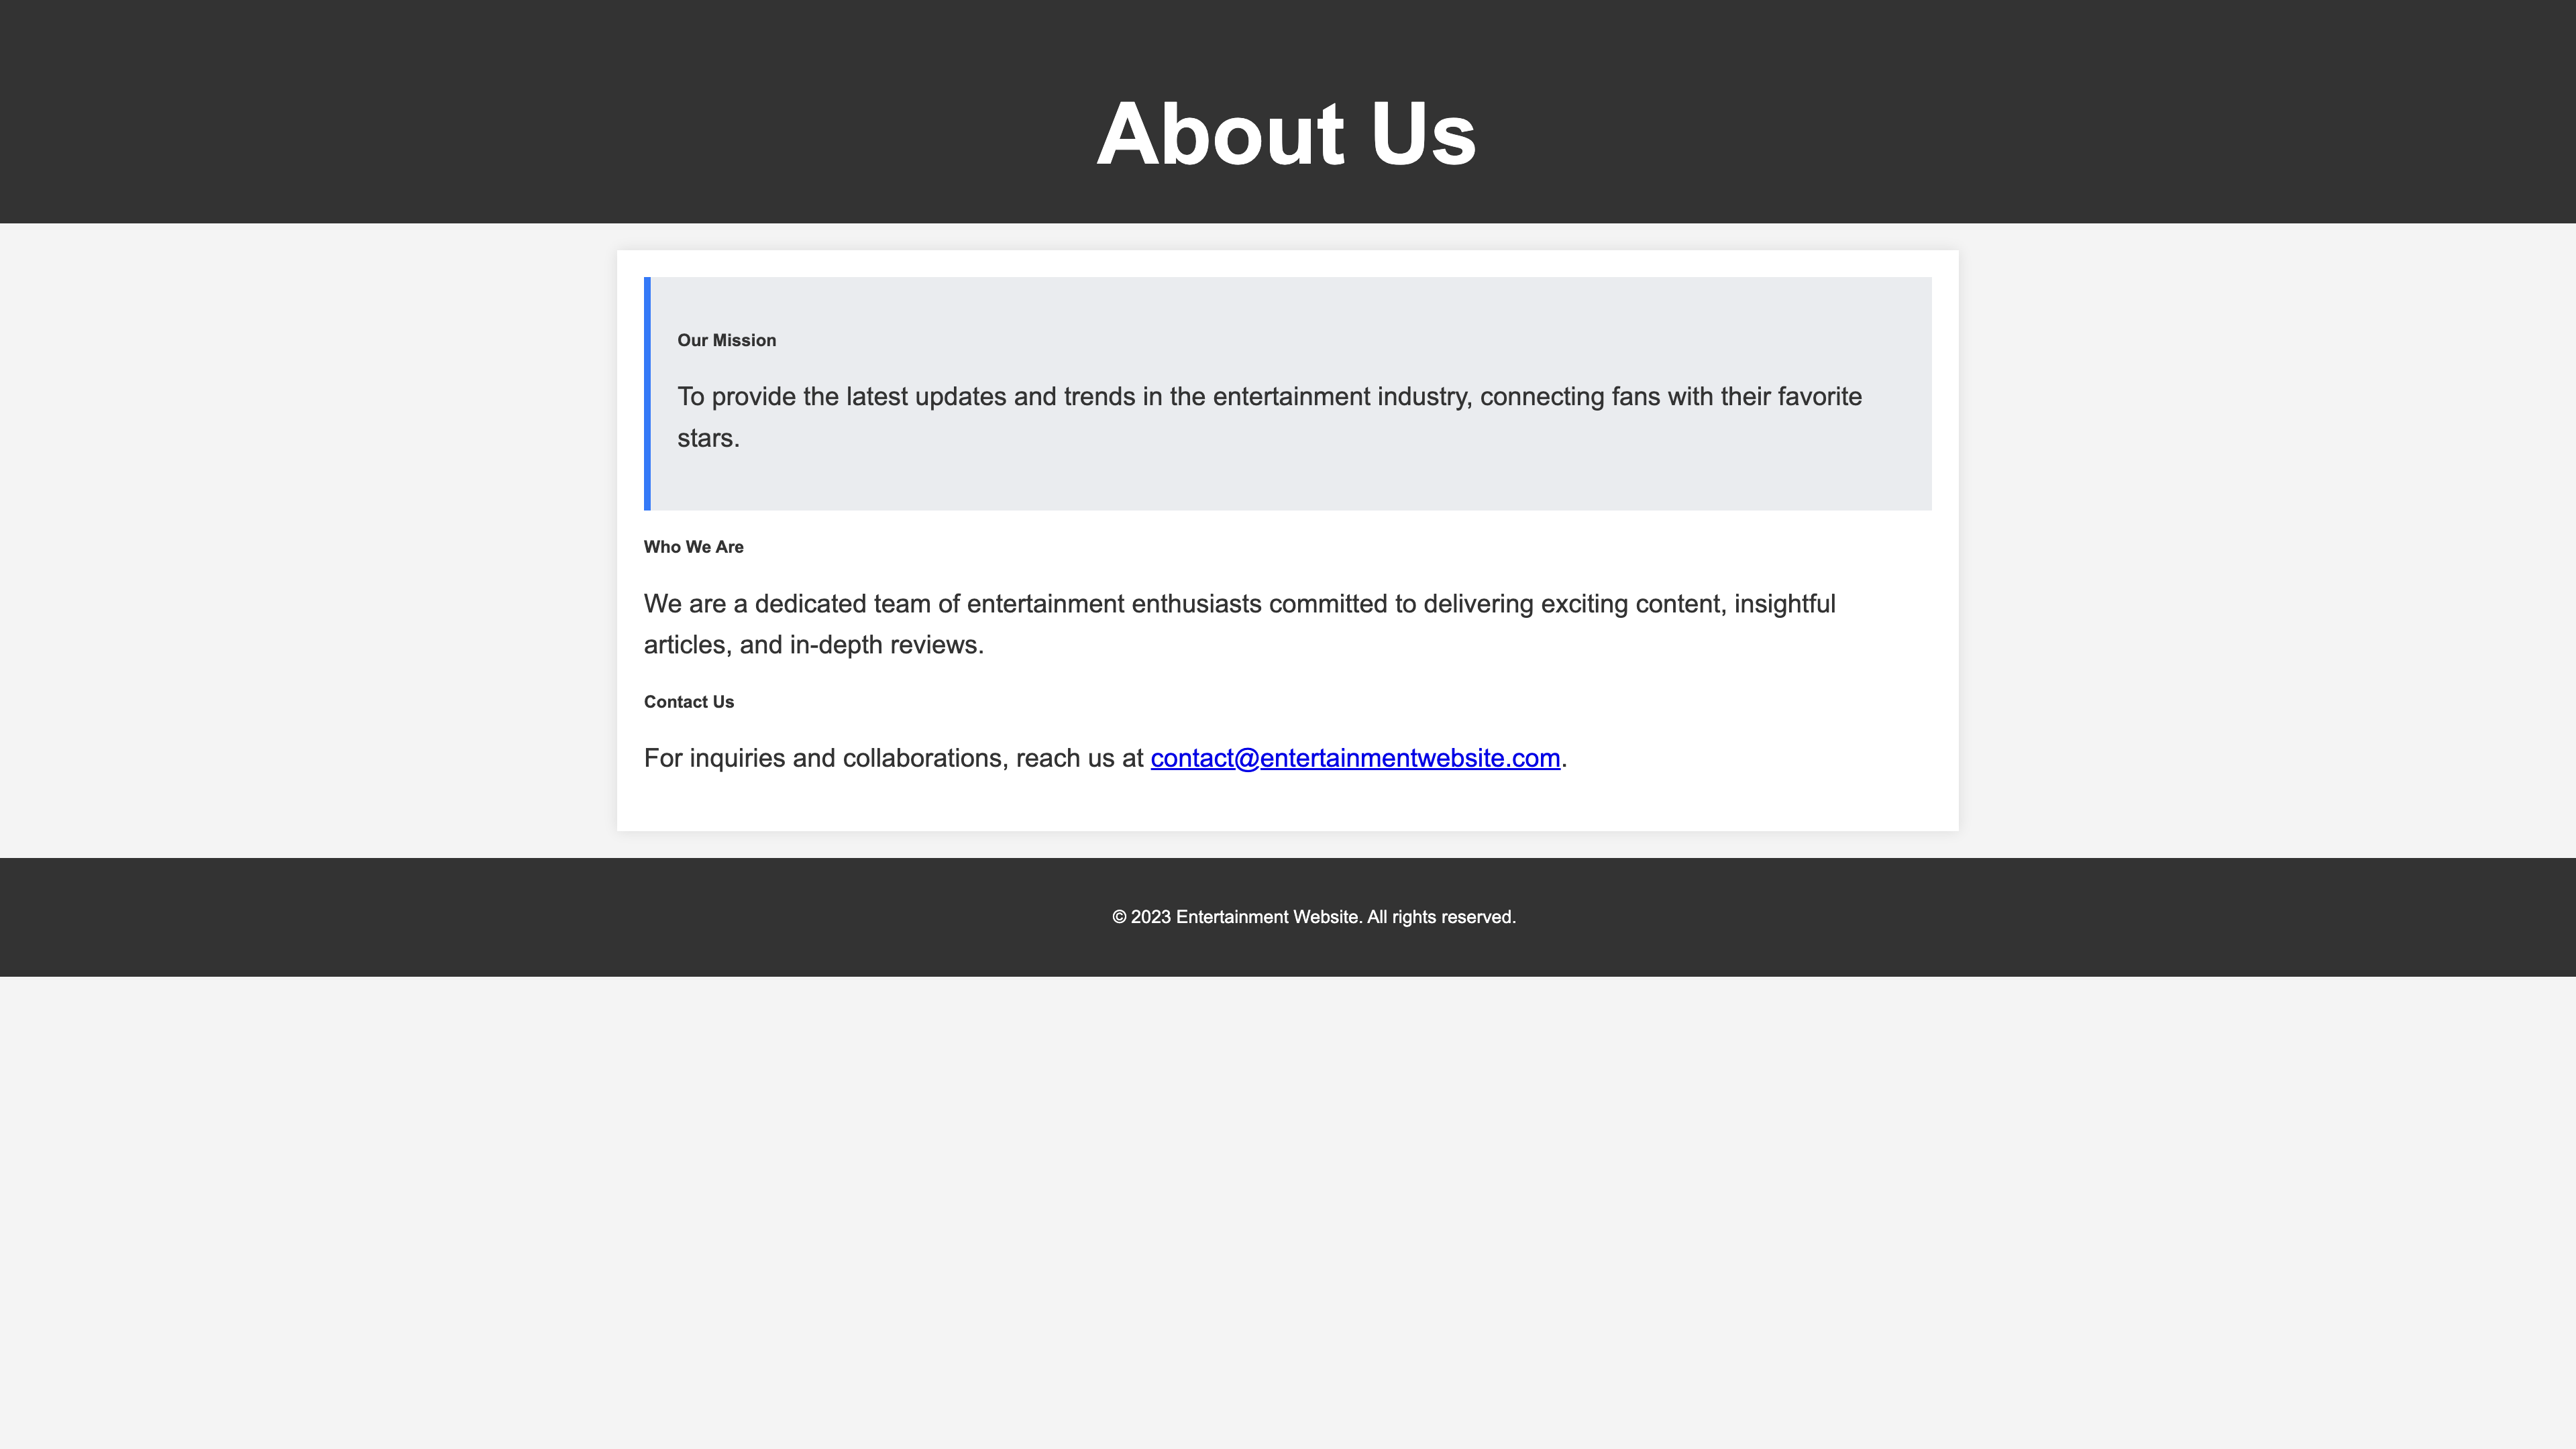 About Us
Our Mission
To provide the latest updates and trends in the entertainment industry, connecting fans with their favorite
stars.
Who We Are
We are a dedicated team of entertainment enthusiasts committed to delivering exciting content, insightful
articles, and in-depth reviews.
Contact Us
For inquiries and collaborations, reach us at contact@entertainmentwebsite.com.
© 2023 Entertainment Website. All rights reserved.